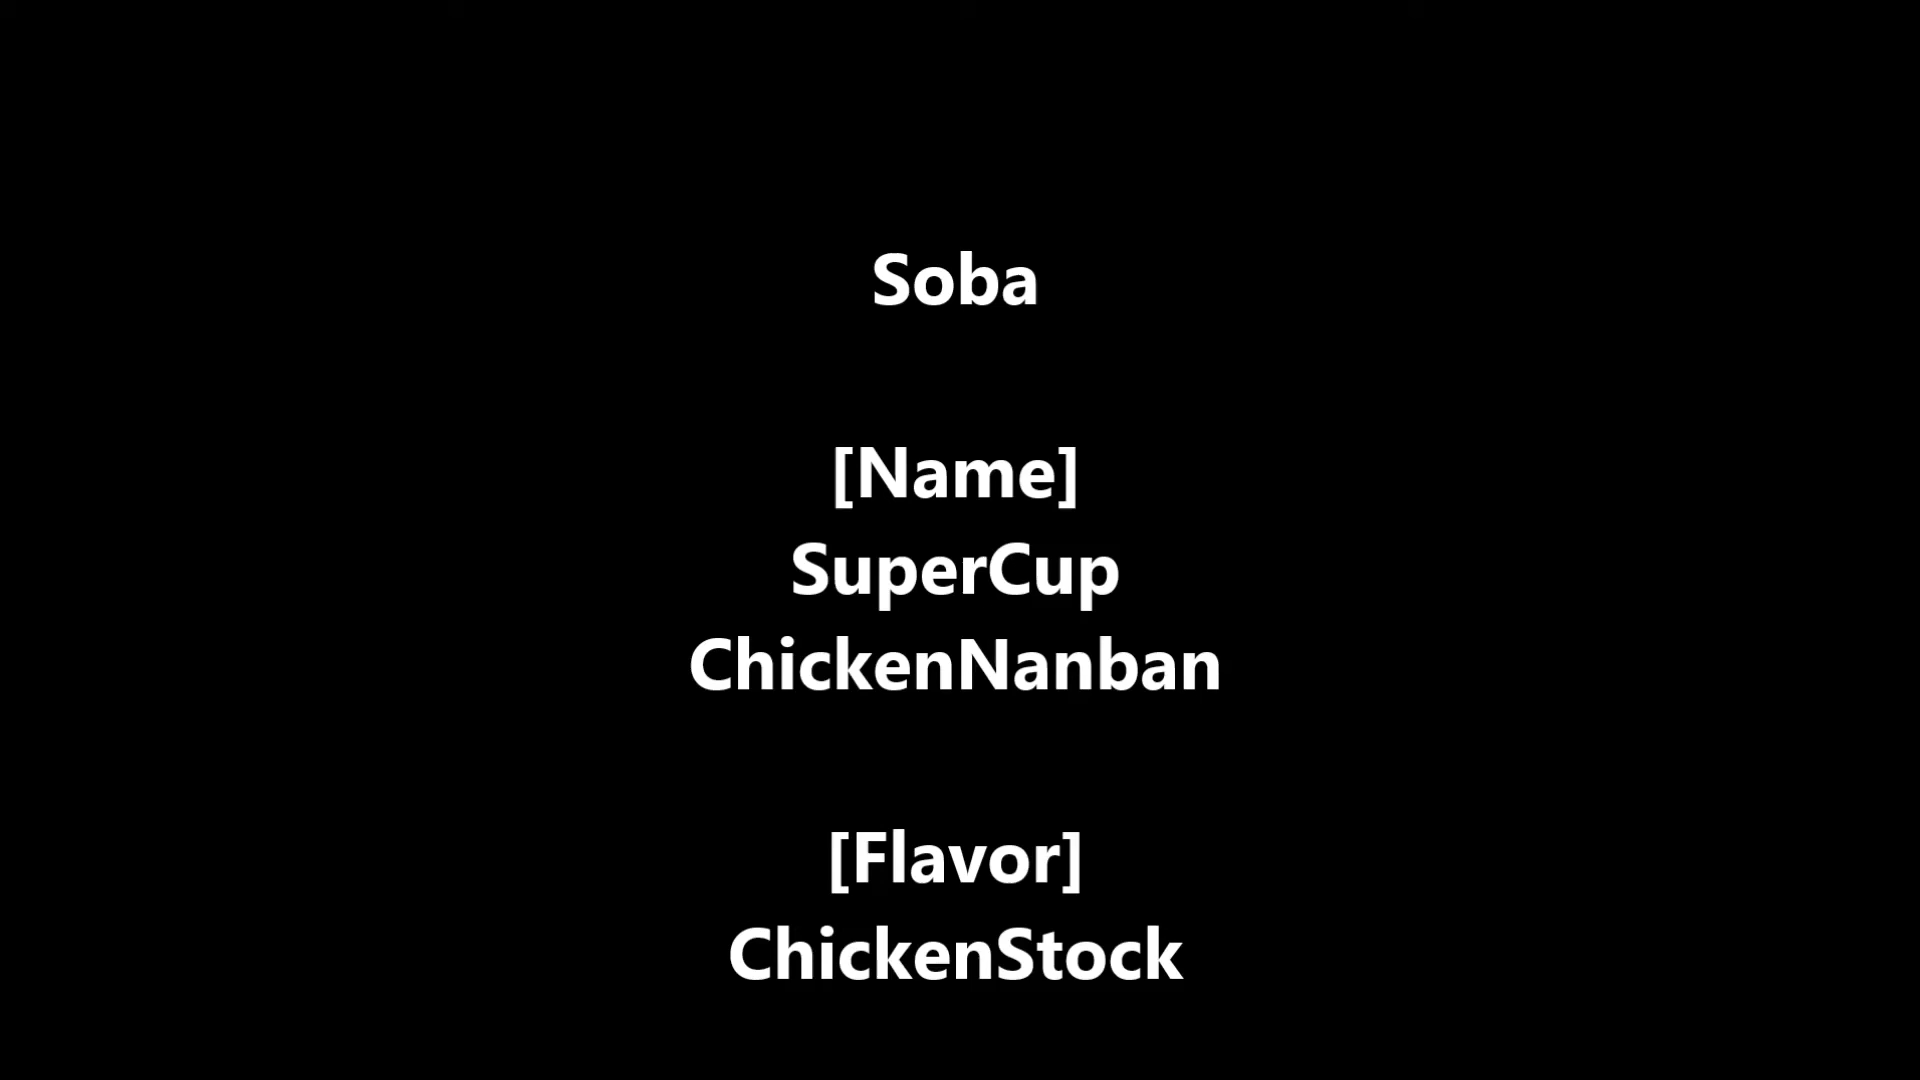 Soba
[Name]
SuperCup
ChickenNanban
[Flavor]
ChickenStock